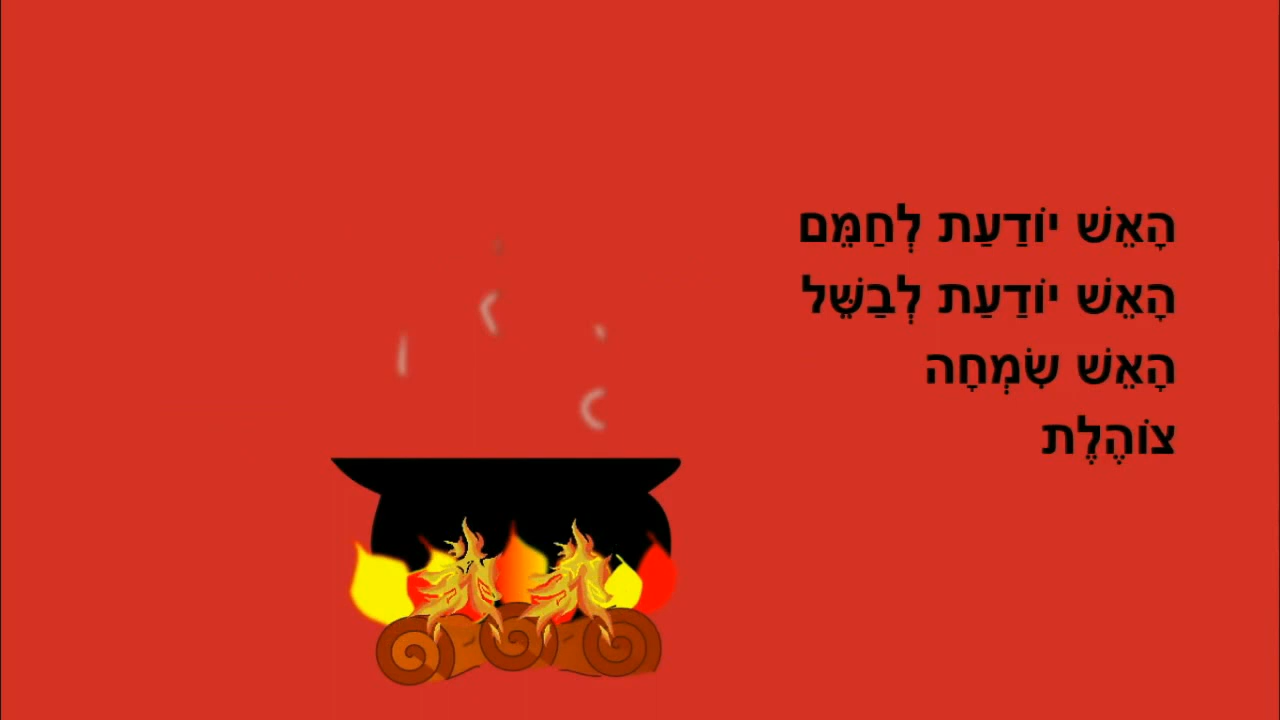 הָאֵשׁ יוֹדַעַת לְחַמֵּם
הָאֵשׁ יוֹדַעַת לְבַשֵּׁל
הָאֵשׁ שִׂמְחָה
צוֹהֶלֶת